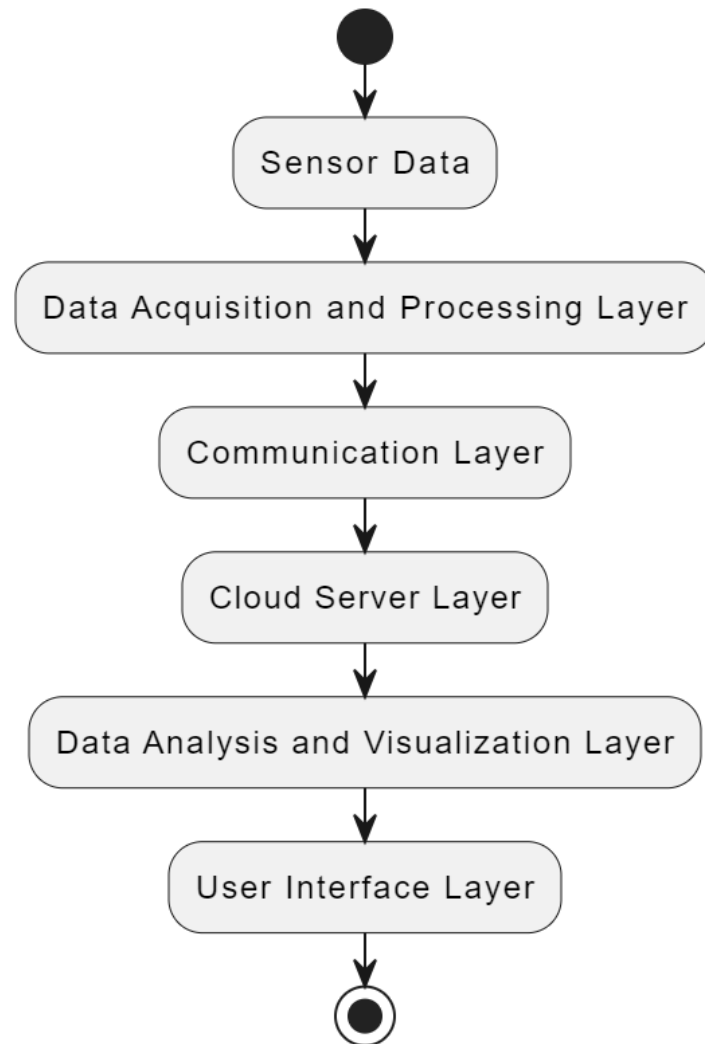 Sensor Data
Data Acquisition and Processing Layer
Communication Layer
Cloud Server Layer
Data Analysis and Visualization Layer
User Interface Layer